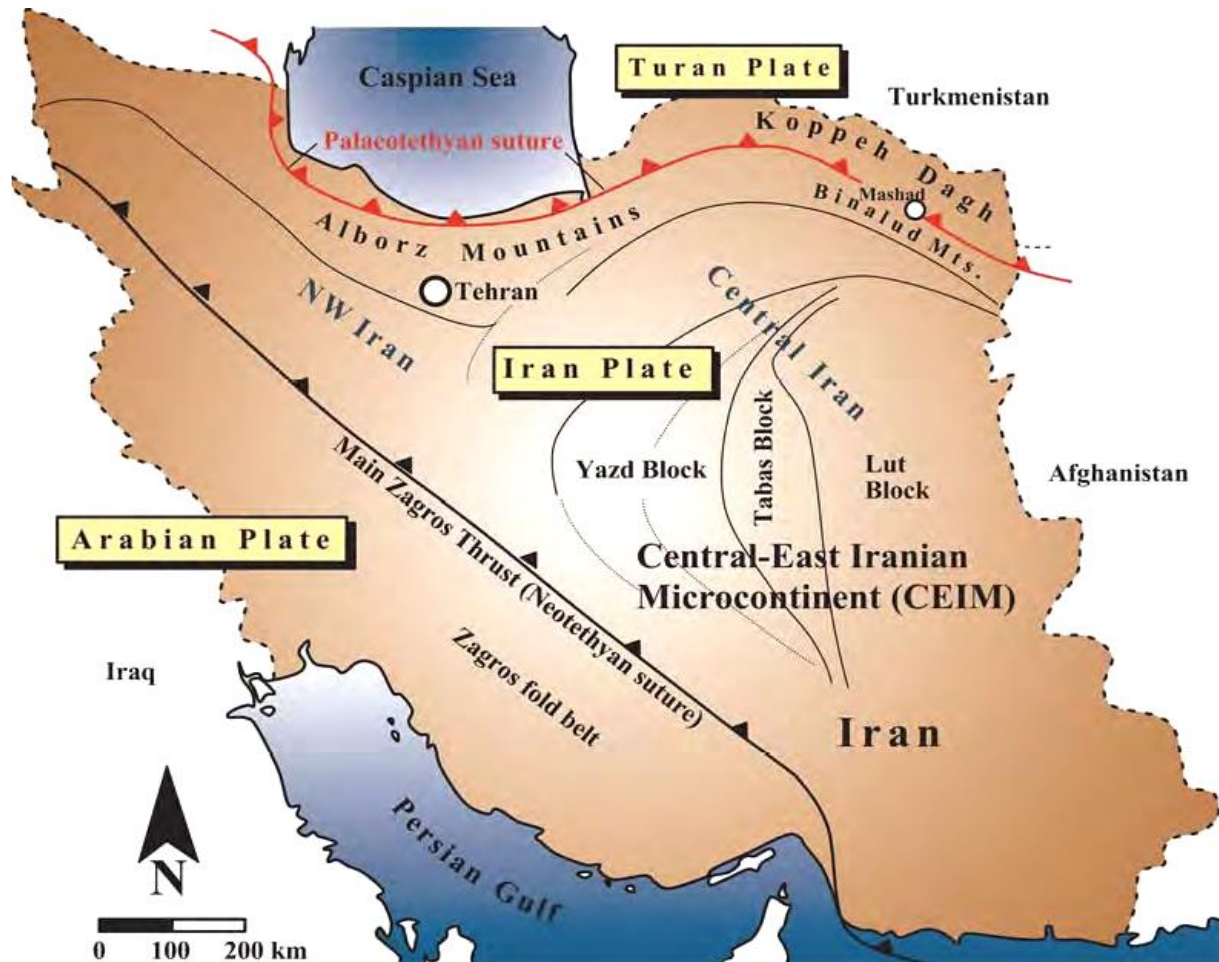 Caspian Sea
Turan Plate
Turkmenistan
Palaeotethyan suture
Koppeh Dagh
Mashad
Binalud Mts.
Alborz Mountains
Tehran
NW Iran
Central Iran
Iran Plate
Yazd Block
Tabas Block
Lut
Block
Afghanistan
Main Zagros Thrust (Neotethyan suture)
Arabian Plate
Central-East Iranian
Microcontinent (CEIM)
Iraq
Zagros fold belt
Iran
Persian Gulf
N
0 100 200 km